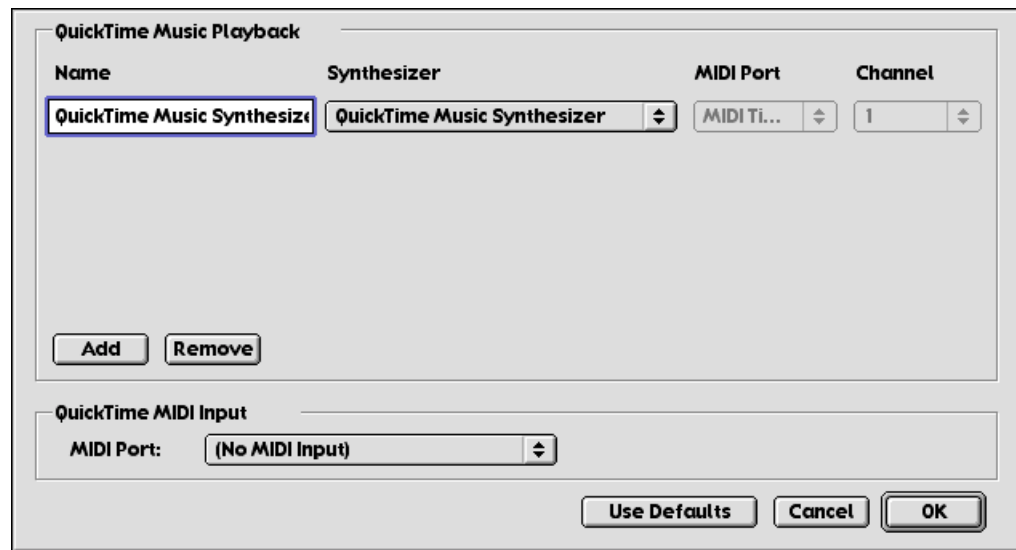 QuickTime Music Playback
Name Synthesizer MIDI Port Channel
QuickTime Music Synthesize QuickTime Music Synthesizer MIDI Ti... 1
Add Remove
QuickTime MIDI Input
MIDI Port: (No MIDI Input)
Use Defaults Cancel OK